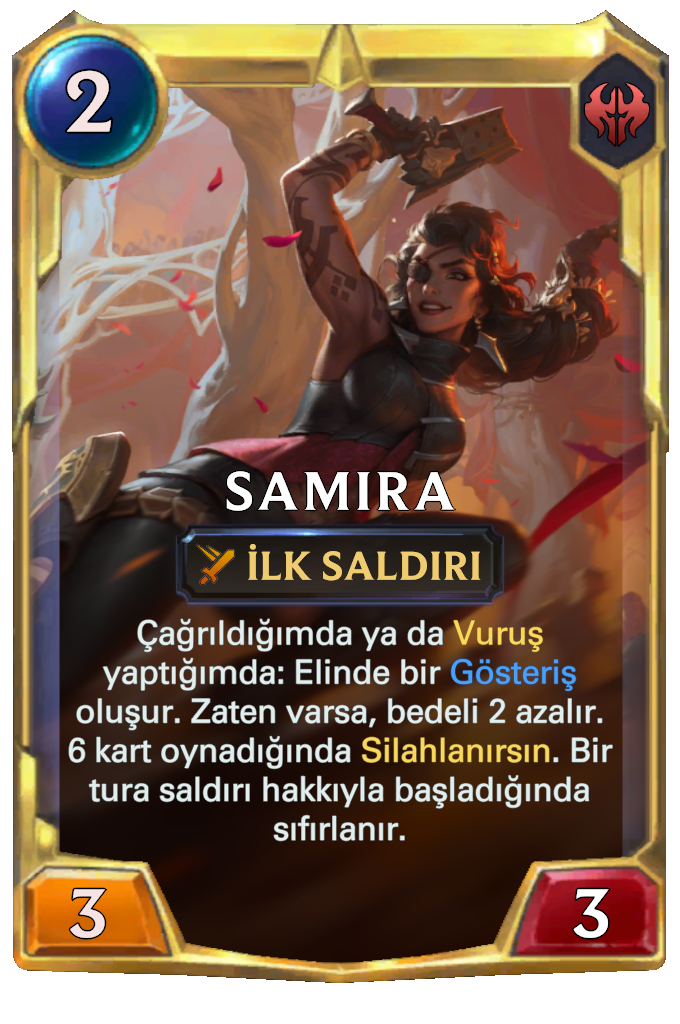 2
SAMIRA
İLK SALDIRI
Çağrıldığımda ya da Vuruş
yaptığımda: Elinde bir Gösteriş
oluşur. Zaten varsa, bedeli 2 azalır.
6 kart oynadığında Silahlanırsın. Bir
tura saldırı hakkıyla başladığında
sıfırlanır.
3
3